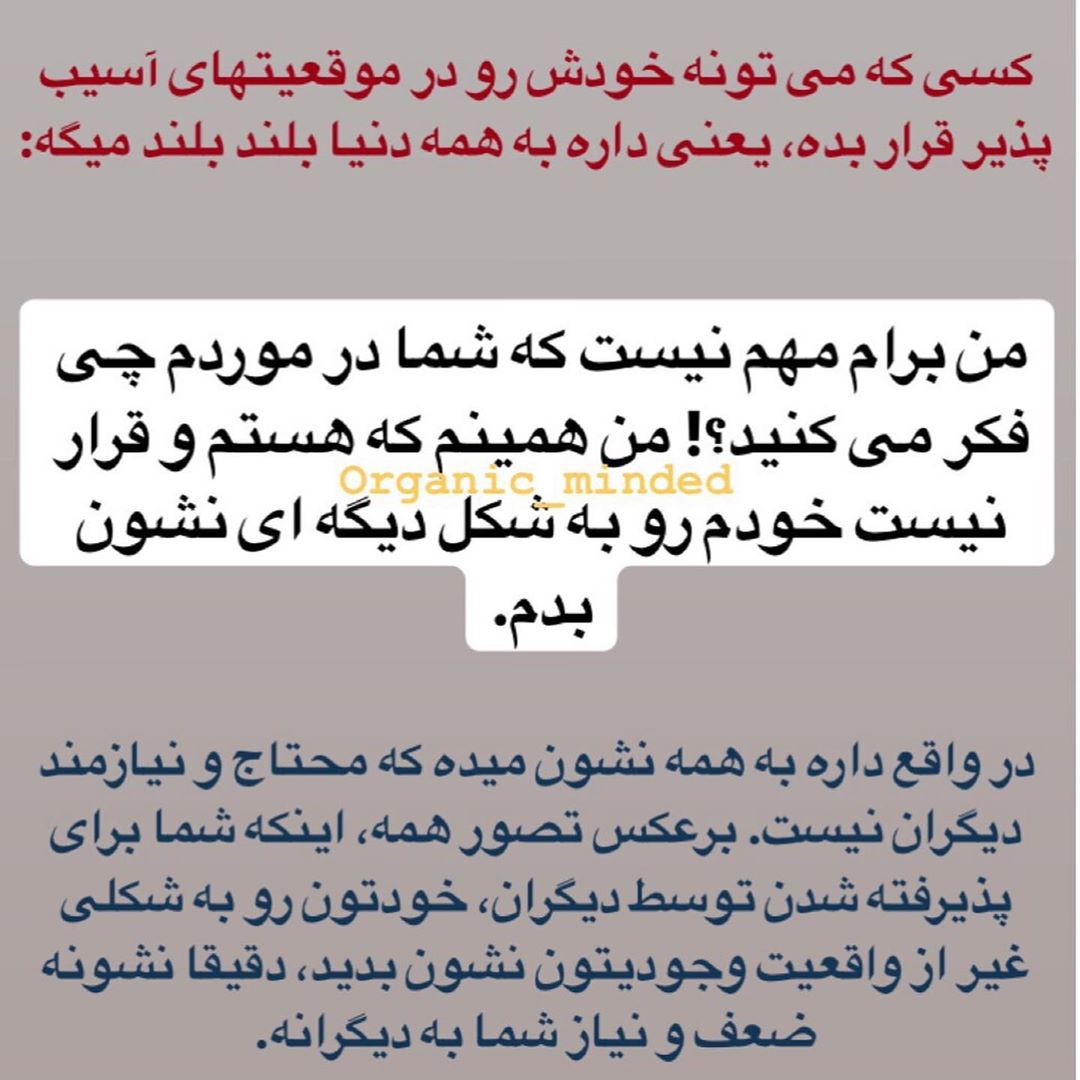 کسی که می تونه خودش رو در موقعیتهای آسیب
پذیر قرار بده، یعنی داره به همه دنیا بلند بلند میگه:
من برام مهم نیست که شما در موردم چی
فکر می کنید؟! من همینم که هستم و قرار
Organic_minded
نیست خودم رو به شکل دیگه ای نشون
بدم.
در واقع داره به همه نشون میده که محتاج و نیازمند
دیگران نیست. برعکس تصور همه، اینکه شما برای
پذیرفته شدن توسط دیگران، خودتون رو به شکلی
غیر از واقعیت وجودیتون نشون بدید، دقیقا نشونه
ضعف و نیاز شما به دیگرانه.